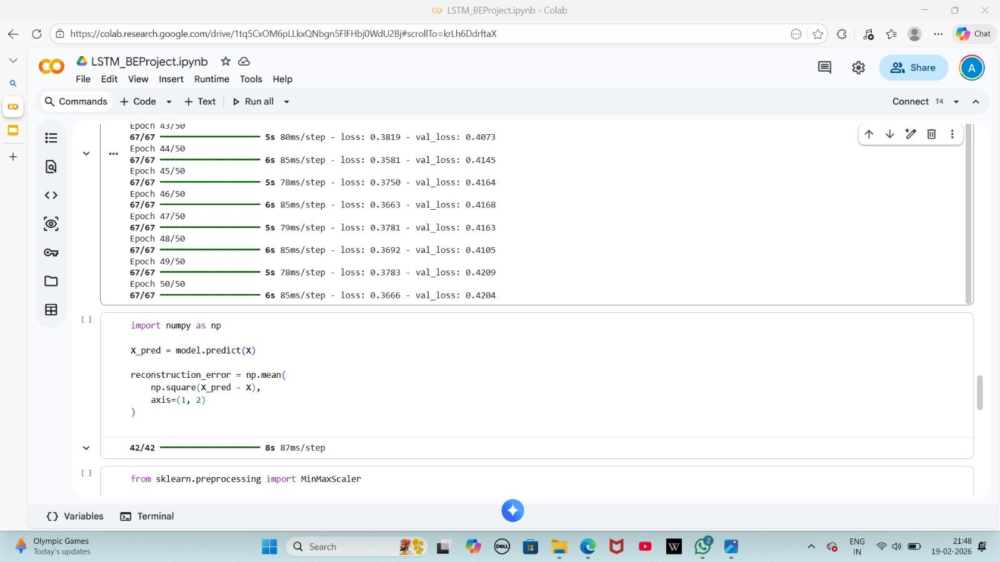 LSTM_BEProject.ipynb - Colab
https://colab.research.google.com/drive/1tq5CxOM6pLLkxQNbgn5FlFHbj0WdU2Bj#scrollTo=krLh6DdrftaX
Chat
LSTM_BEProject.ipynb
Share
A
File Edit View Insert Runtime Tools Help
Commands + Code + Text Run all
Connect T4
Epoch 43/50
67/67 5s 80ms/step - loss: 0.3819 - val_loss: 0.4073
Epoch 44/50
67/67 6s 85ms/step - loss: 0.3581 - val_loss: 0.4145
Epoch 45/50
67/67 5s 78ms/step - loss: 0.3750 - val_loss: 0.4164
Epoch 46/50
67/67 6s 85ms/step - loss: 0.3663 - val_loss: 0.4168
Epoch 47/50
67/67 5s 79ms/step - loss: 0.3781 - val_loss: 0.4163
Epoch 48/50
67/67 6s 85ms/step - loss: 0.3692 - val_loss: 0.4105
Epoch 49/50
67/67 5s 78ms/step - loss: 0.3783 - val_loss: 0.4209
Epoch 50/50
67/67 6s 85ms/step - loss: 0.3666 - val_loss: 0.4204
[ ]
import numpy as np
X_pred = model.predict(X)
reconstruction_error = np.mean(
np.square(X_pred - X),
axis=(1, 2)
)
42/42 8s 87ms/step
[ ]
from sklearn.preprocessing import MinMaxScaler
{} Variables Terminal
Olympic Games
Today's updates
Search
DELL
W
2
ENG
IN
21:48
19-02-2026